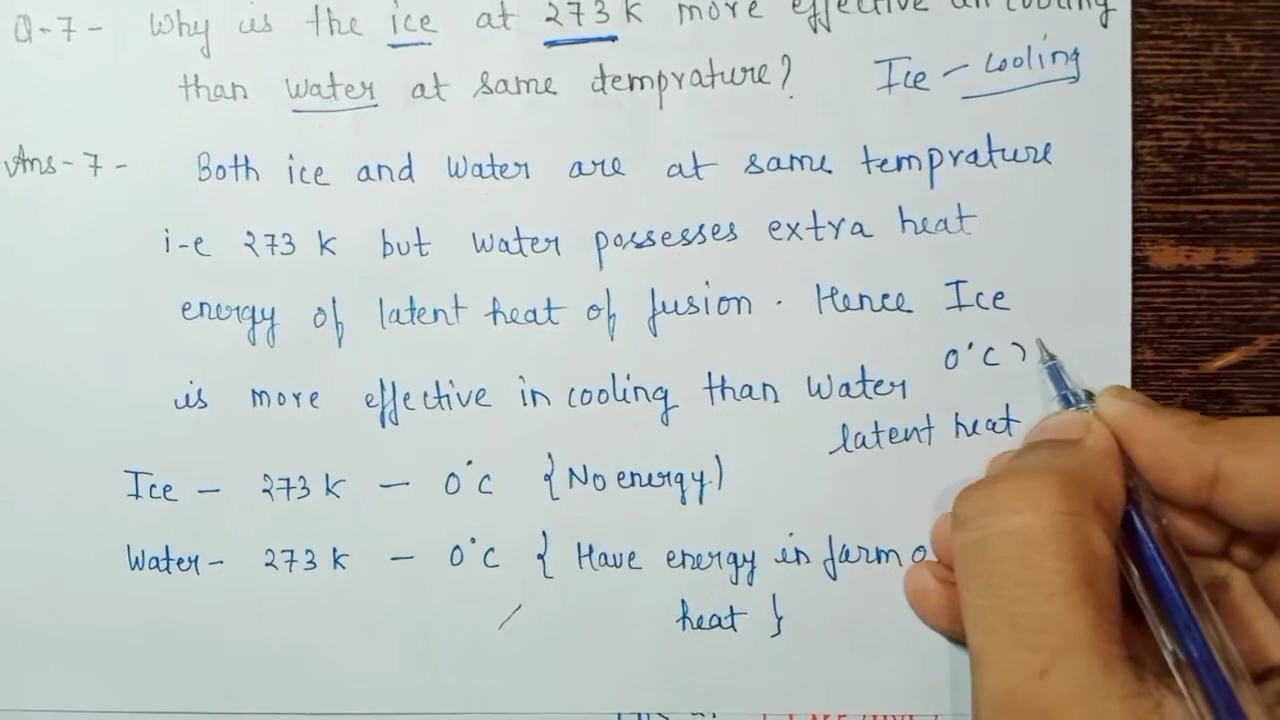 Q-7- Why is the ice at 273 K more effective in cooling
than water at same temprature? Ice - cooling
Ans-7- Both ice and water are at same temprature
i-e 273 K but water possesses extra heat
energy of latent heat of fusion. Hence Ice
0°C
is more effective in cooling than water
latent heat
Ice - 273 K - 0°C {No energy)
Water - 273 K - 0°C { Have energy in farm
heat }